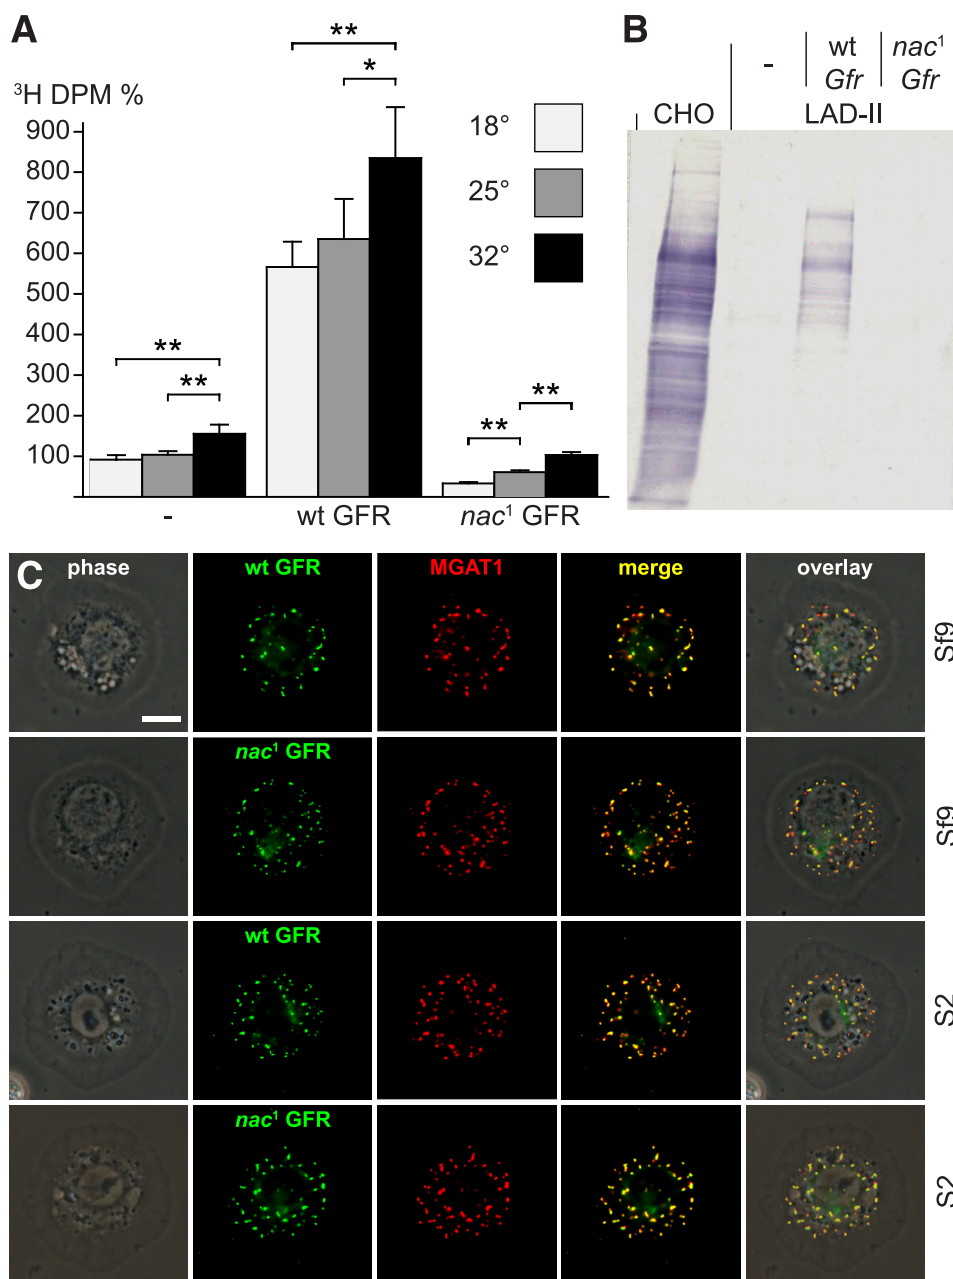 A
³H DPM %
900
800
700
600
500
400
300
200
100
**
*
**
**
**
**
18°
25°
32°
-
wt GFR
nac¹ GFR
B
-
wt
Gfr
nac¹
Gfr
CHO
LAD-II
C
phase
wt GFR
MGAT1
merge
overlay
Sf9
nac¹ GFR
Sf9
wt GFR
S2
nac¹ GFR
S2